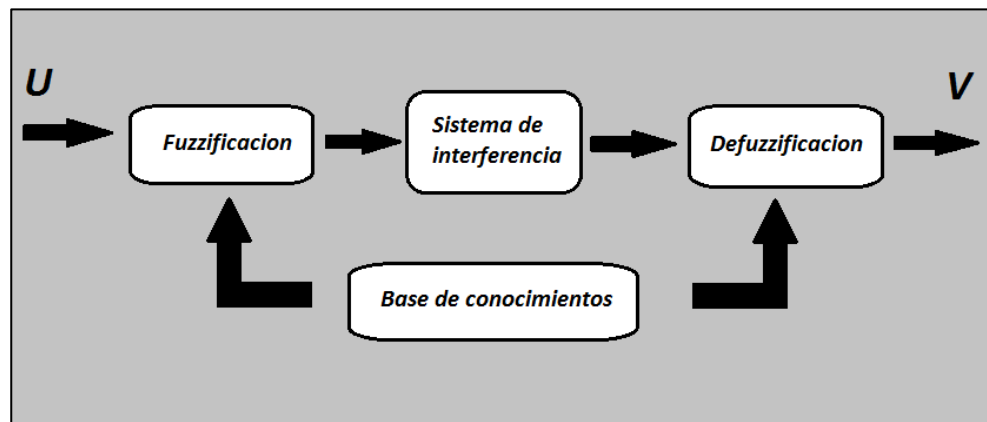 U
V
Fuzzificacion
Sistema de
interferencia
Defuzzificacion
Base de conocimientos